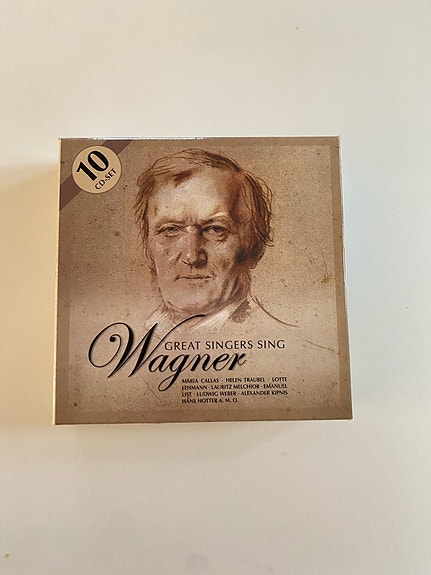 10
CD-SET
GREAT SINGERS SING
Wagner
MARIA CALLAS · HELEN TRAUBEL · LOTTE
LEHMANN · LAURITZ MELCHIOR · EMANUEL
LIST · LUDWIG WEBER · ALEXANDER KIPNIS
HANS HOTTER A. M. O.